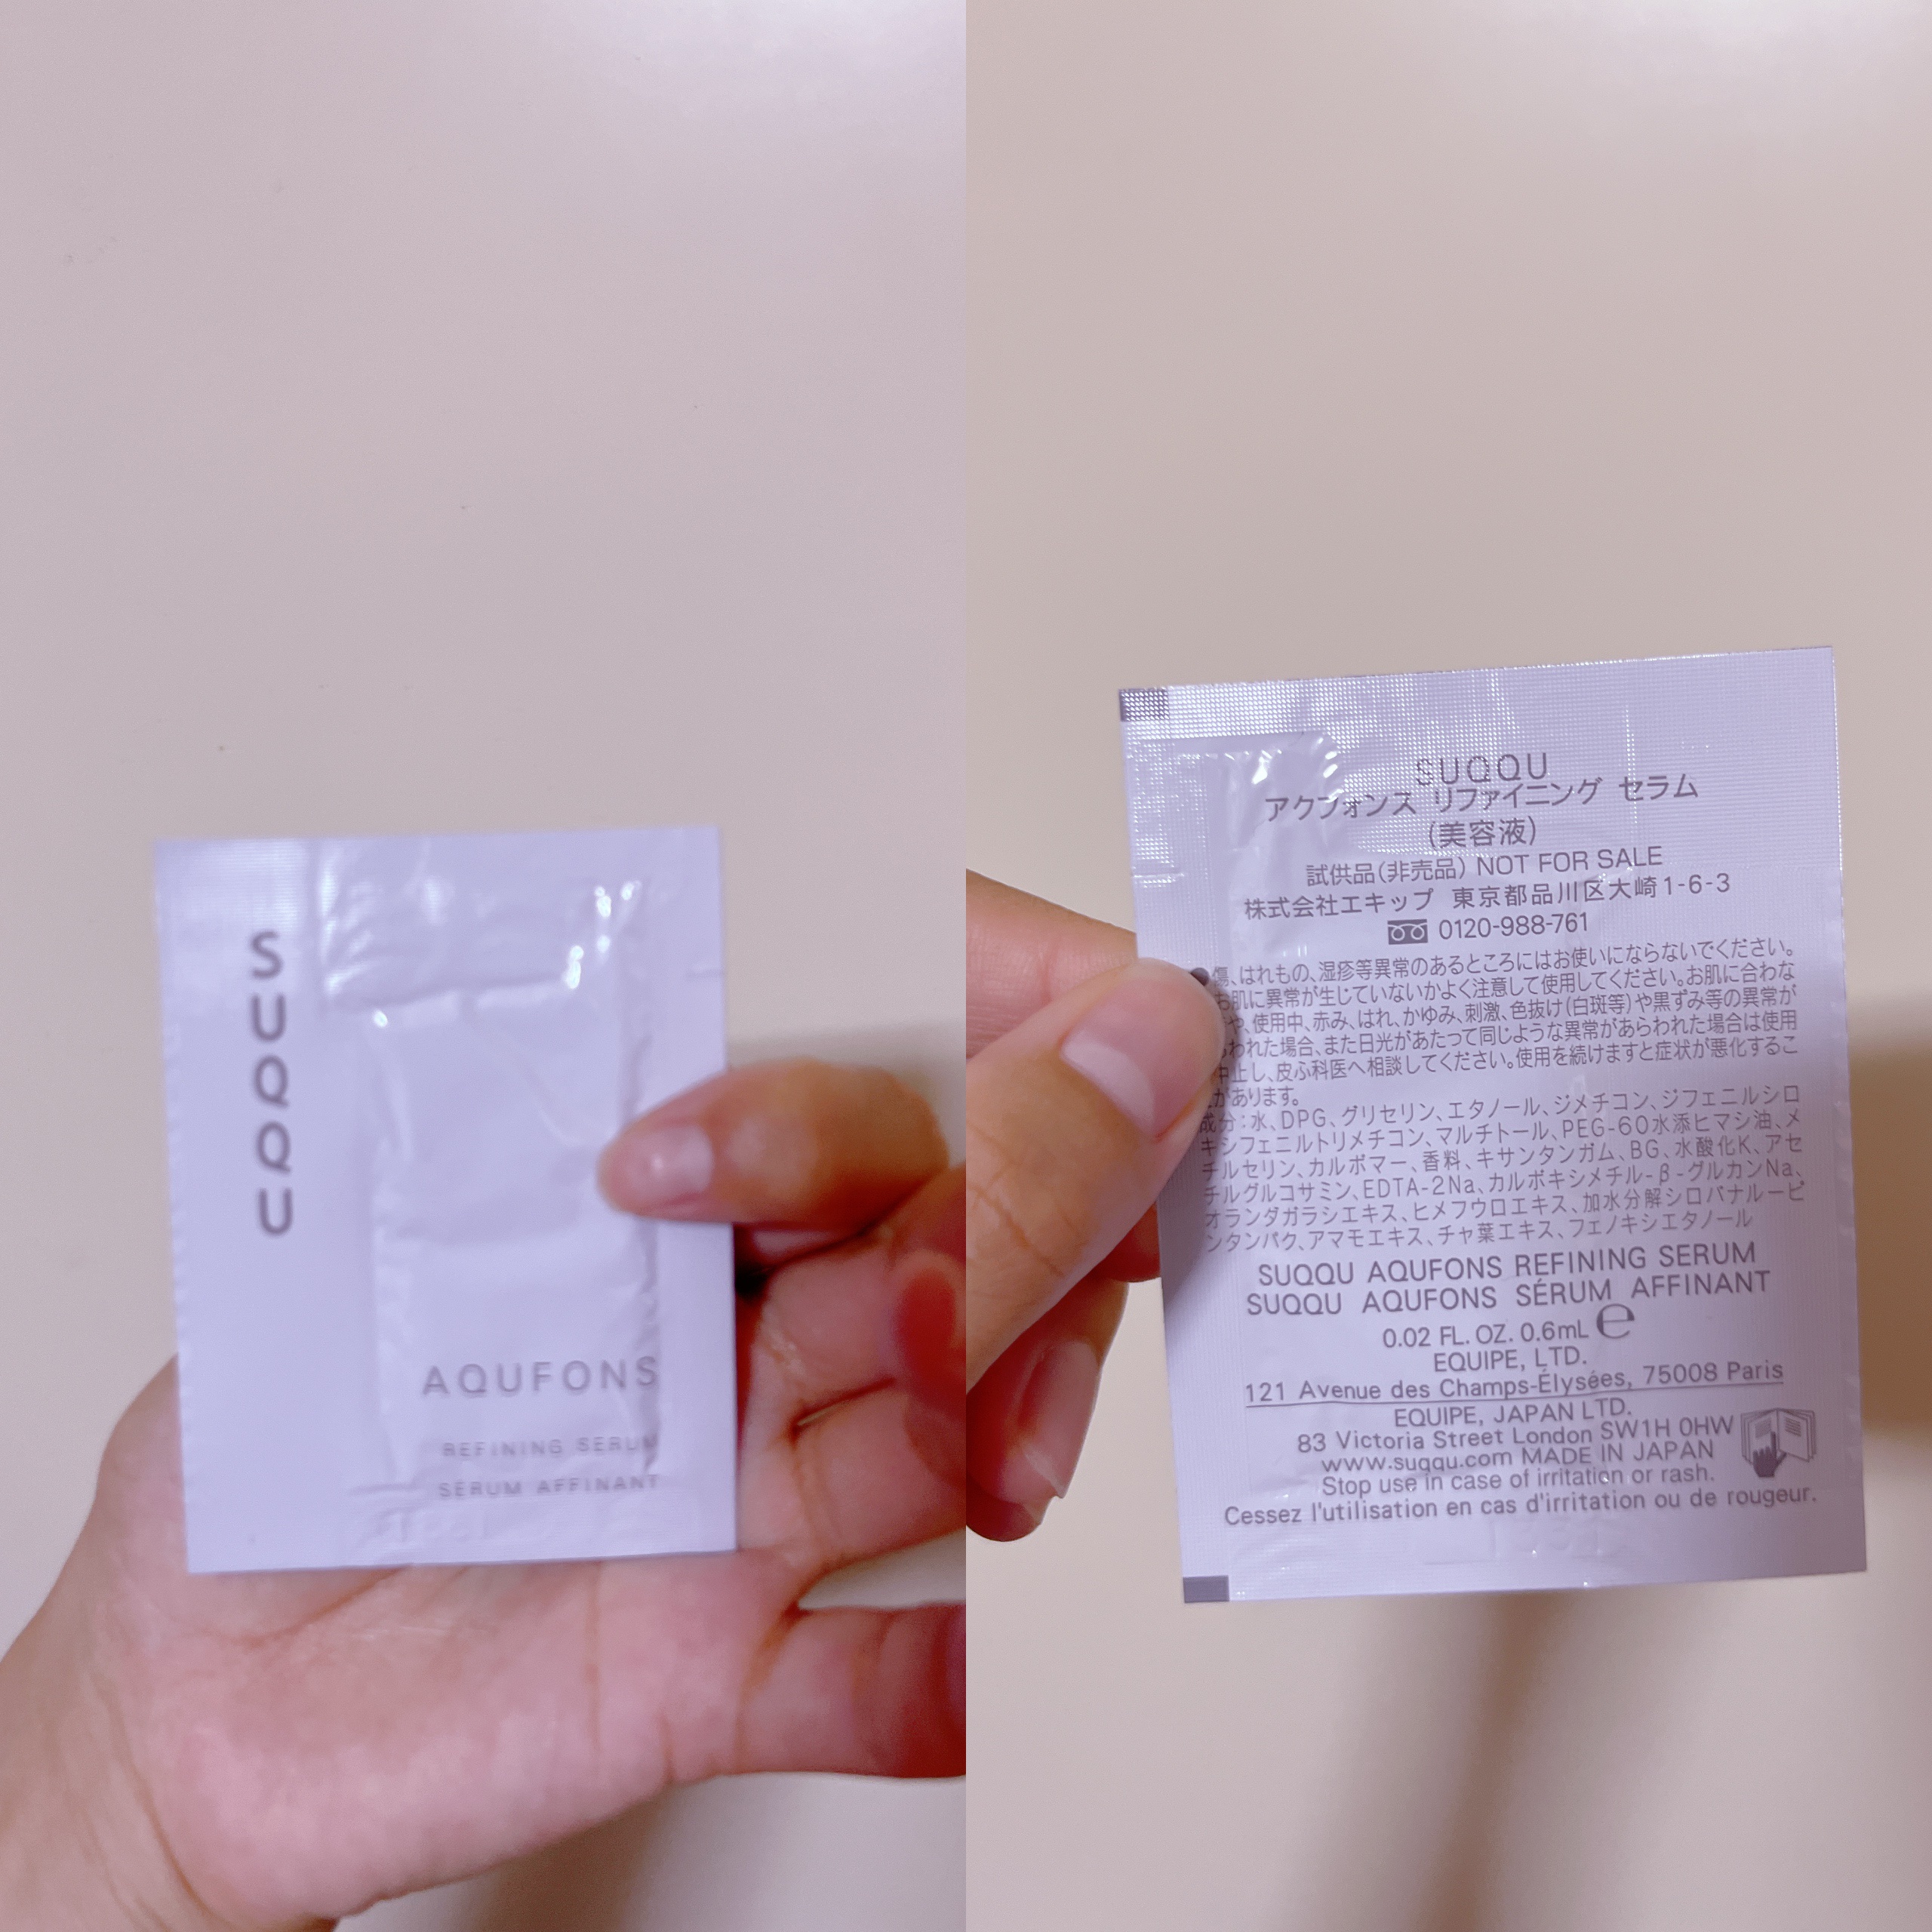 SUQQU
AQUFONS
REFINING SERUM
SÉRUM AFFINANT
SUQQU
アクフォンス リファイニング セラム
(美容液)
試供品(非売品) NOT FOR SALE
株式会社エキップ 東京都品川区大崎1-6-3
0120-988-761
傷、はれもの、湿疹等異常のあるところにはお使いにならないでください。
お肌に異常が生じていないかよく注意して使用してください。お肌に合わな
や、使用中、赤み、はれ、かゆみ、刺激、色抜け(白斑等)や黒ずみ等の異常が
われた場合、また日光があたって同じような異常があらわれた場合は使用
中止し、皮ふ科医へ相談してください。使用を続けますと症状が悪化するこ
があります。
成分:水、DPG、グリセリン、エタノール、ジメチコン、ジフェニルシロ
キシフェニルトリメチコン、マルチトール、PEG-60水添ヒマシ油、メ
チルセリン、カルボマー、香料、キサンタンガム、BG、水酸化K、アセ
チルグルコサミン、EDTA-2Na、カルボキシメチル-β-グルカンNa、
オランダガラシエキス、ヒメフウロエキス、加水分解シロバナルーピ
ンタンパク、アマモエキス、チャ葉エキス、フェノキシエタノール
SUQQU AQUFONS REFINING SERUM
SUQQU AQUFONS SÉRUM AFFINANT
0.02 FL. OZ. 0.6mL ℮
EQUIPE, LTD.
121 Avenue des Champs-Élysées, 75008 Paris
EQUIPE, JAPAN LTD.
83 Victoria Street London SW1H 0HW
www.suqqu.com MADE IN JAPAN
Stop use in case of irritation or rash.
Cessez l'utilisation en cas d'irritation ou de rougeur.